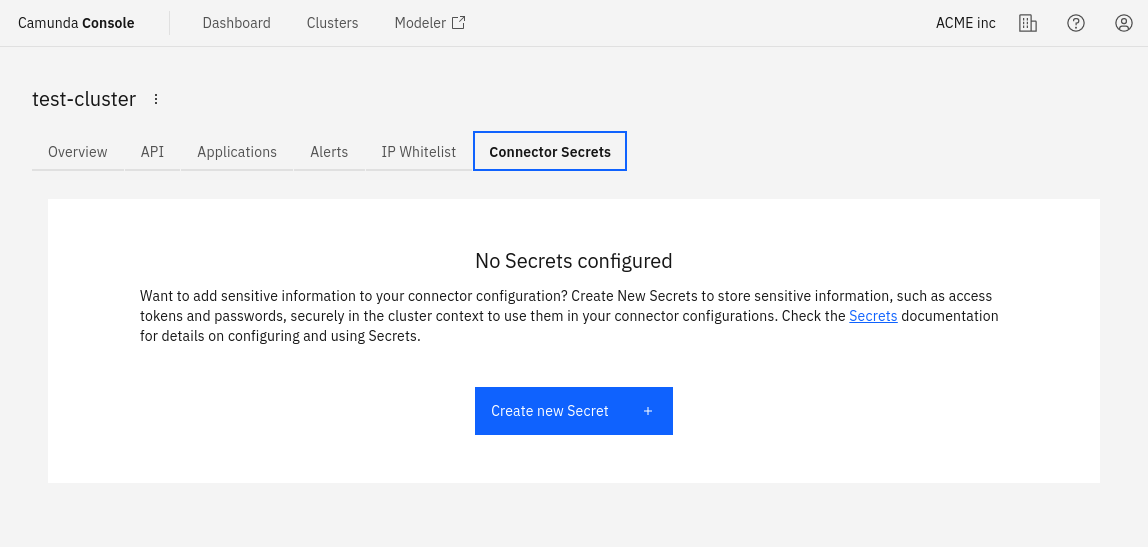 Camunda Console Dashboard Clusters Modeler ACME inc
test-cluster
Overview API Applications Alerts IP Whitelist Connector Secrets
No Secrets configured
Want to add sensitive information to your connector configuration? Create New Secrets to store sensitive information, such as access
tokens and passwords, securely in the cluster context to use them in your connector configurations. Check the Secrets documentation
for details on configuring and using Secrets.
Create new Secret +